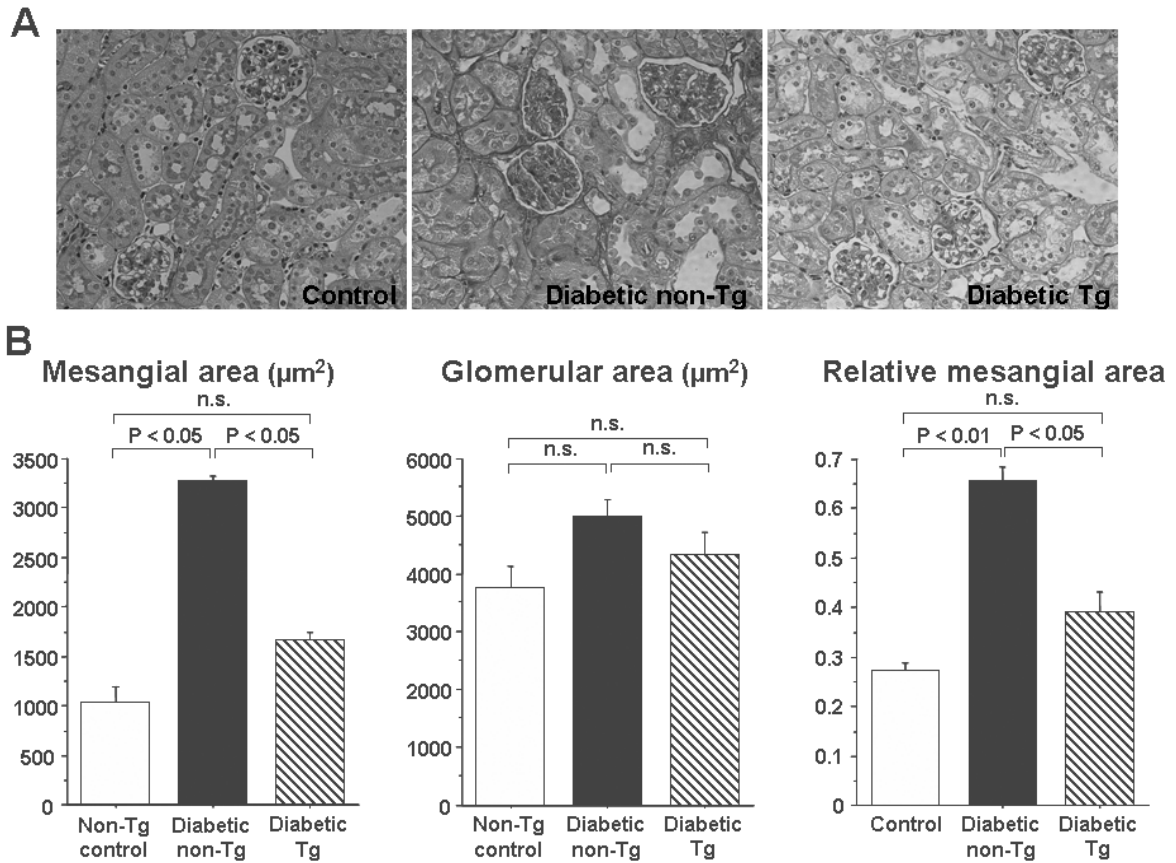 A
Control
Diabetic non-Tg
Diabetic Tg
B
Mesangial area (µm²)
n.s.
P < 0.05
P < 0.05
3500
3000
2500
2000
1500
1000
500
0
Non-Tg
control
Diabetic
non-Tg
Diabetic
Tg
Glomerular area (µm²)
n.s.
n.s.
n.s.
6000
5000
4000
3000
2000
1000
0
Non-Tg
control
Diabetic
non-Tg
Diabetic
Tg
Relative mesangial area
n.s.
P < 0.01
P < 0.05
0.7
0.6
0.5
0.4
0.3
0.2
0.1
0
Control
Diabetic
non-Tg
Diabetic
Tg